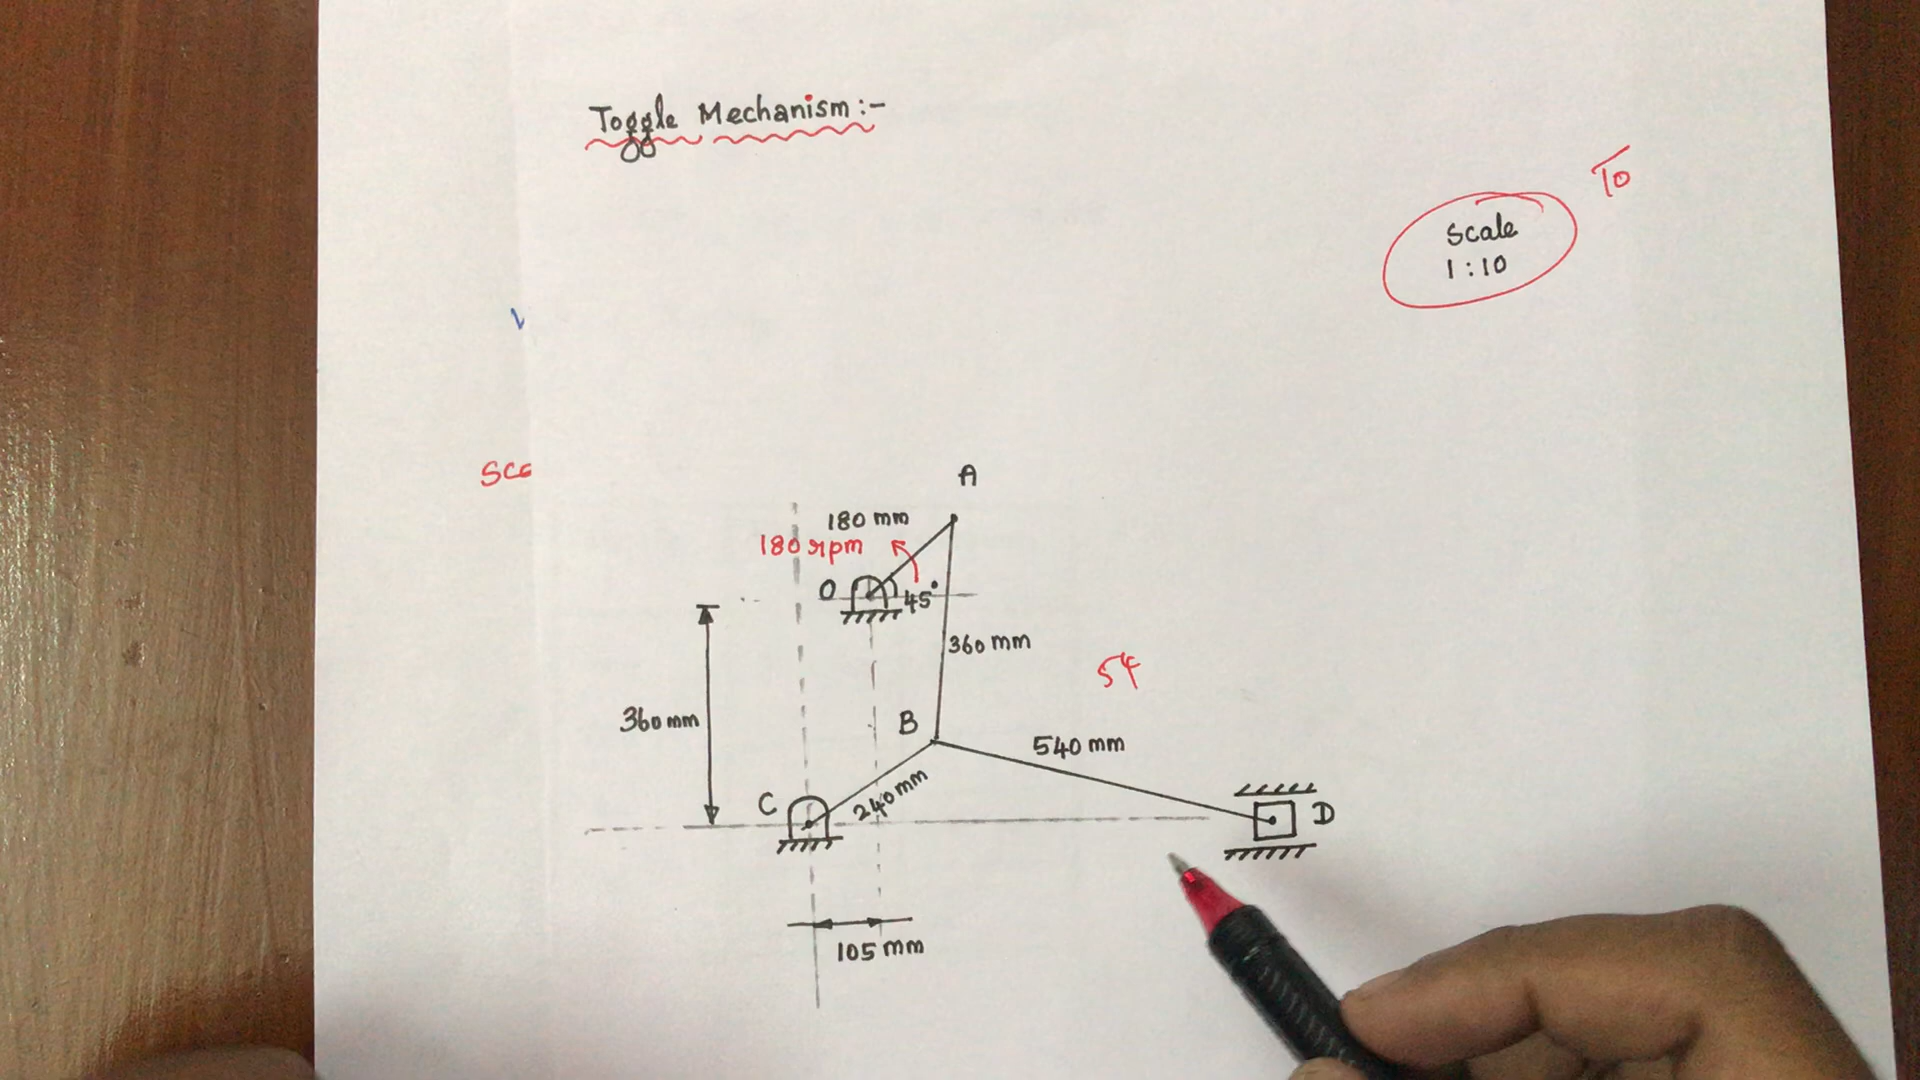 Toggle Mechanism:-
To
Scale
1:10
Sca
A
180 mm
180 rpm
O
45°
360 mm
54
360 mm
B
540 mm
C
240 mm
D
105 mm